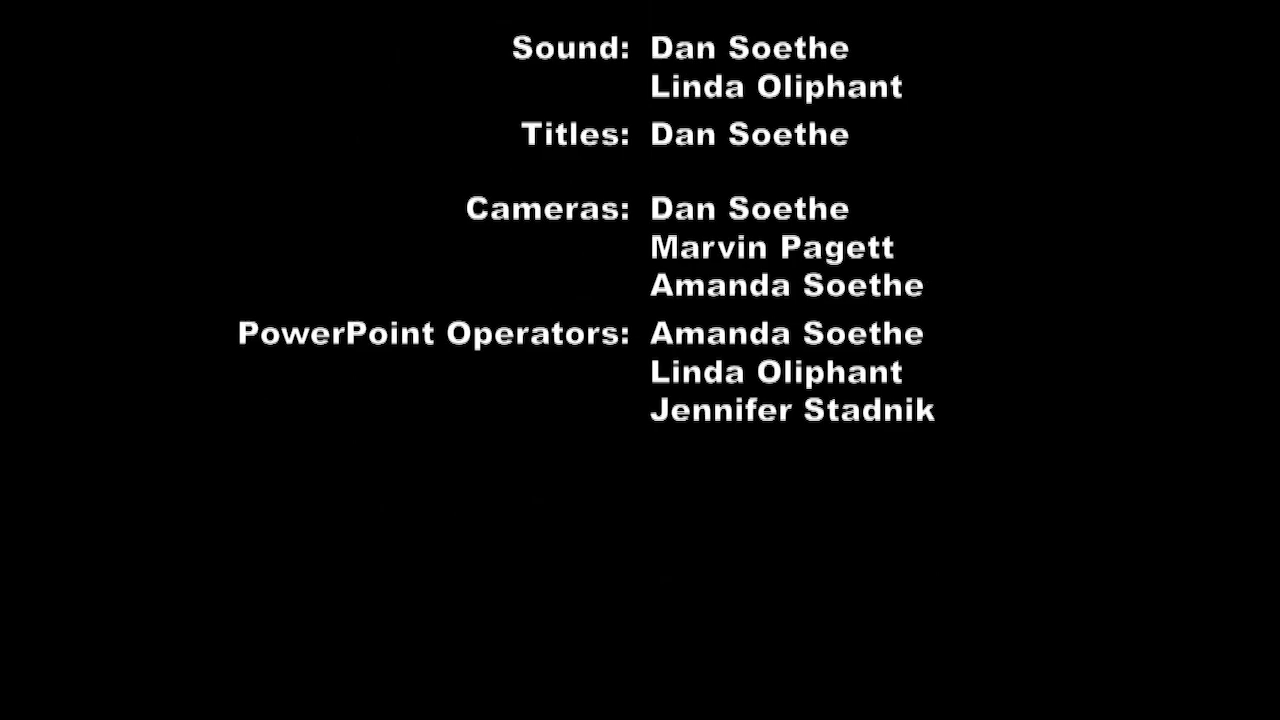 Sound: Dan Soethe
Linda Oliphant
Titles: Dan Soethe
Cameras: Dan Soethe
Marvin Pagett
Amanda Soethe
PowerPoint Operators: Amanda Soethe
Linda Oliphant
Jennifer Stadnik